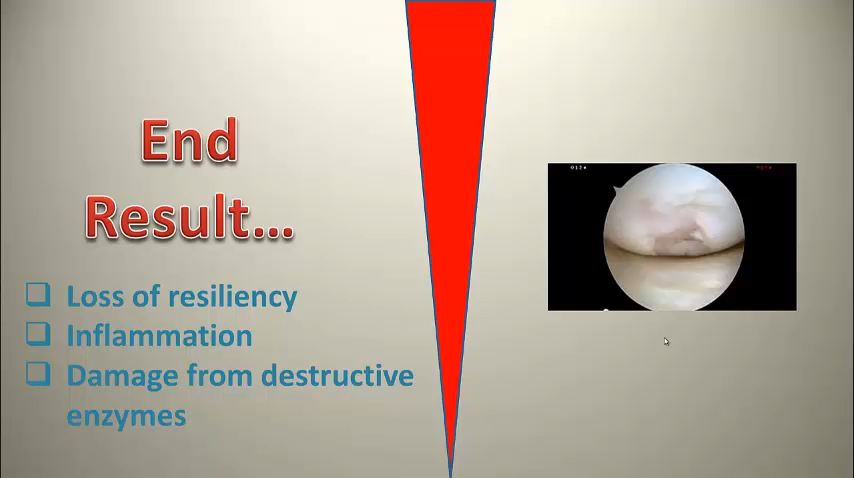 End
Result...
Loss of resiliency
Inflammation
Damage from destructive
enzymes